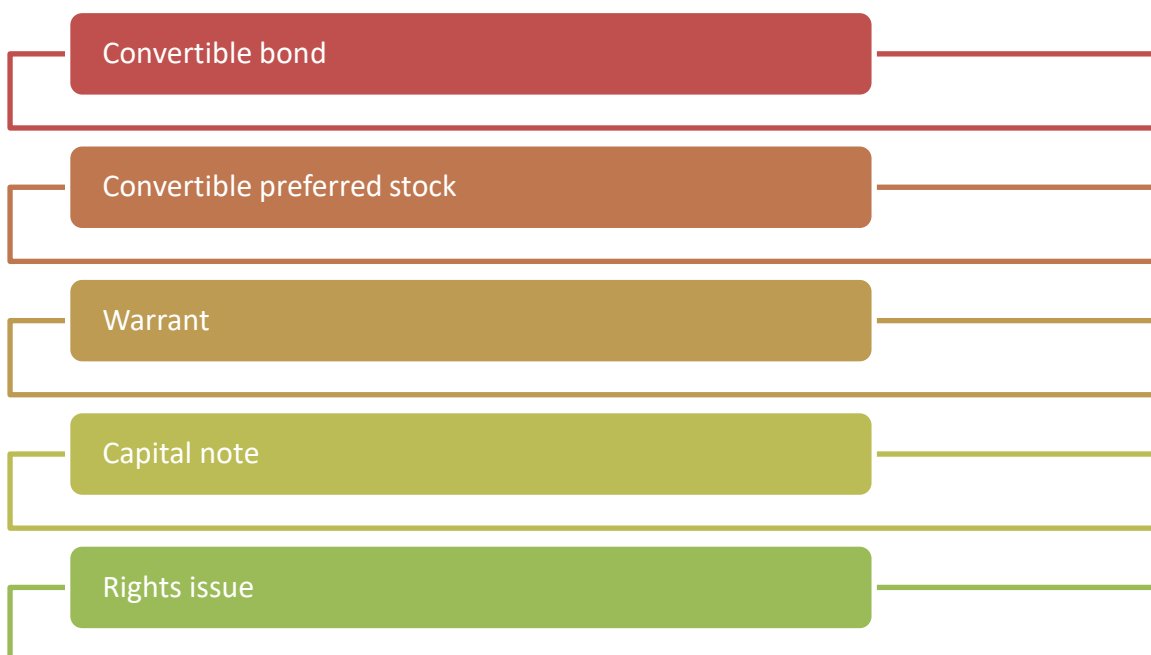 Convertible bond
Convertible preferred stock
Warrant
Capital note
Rights issue